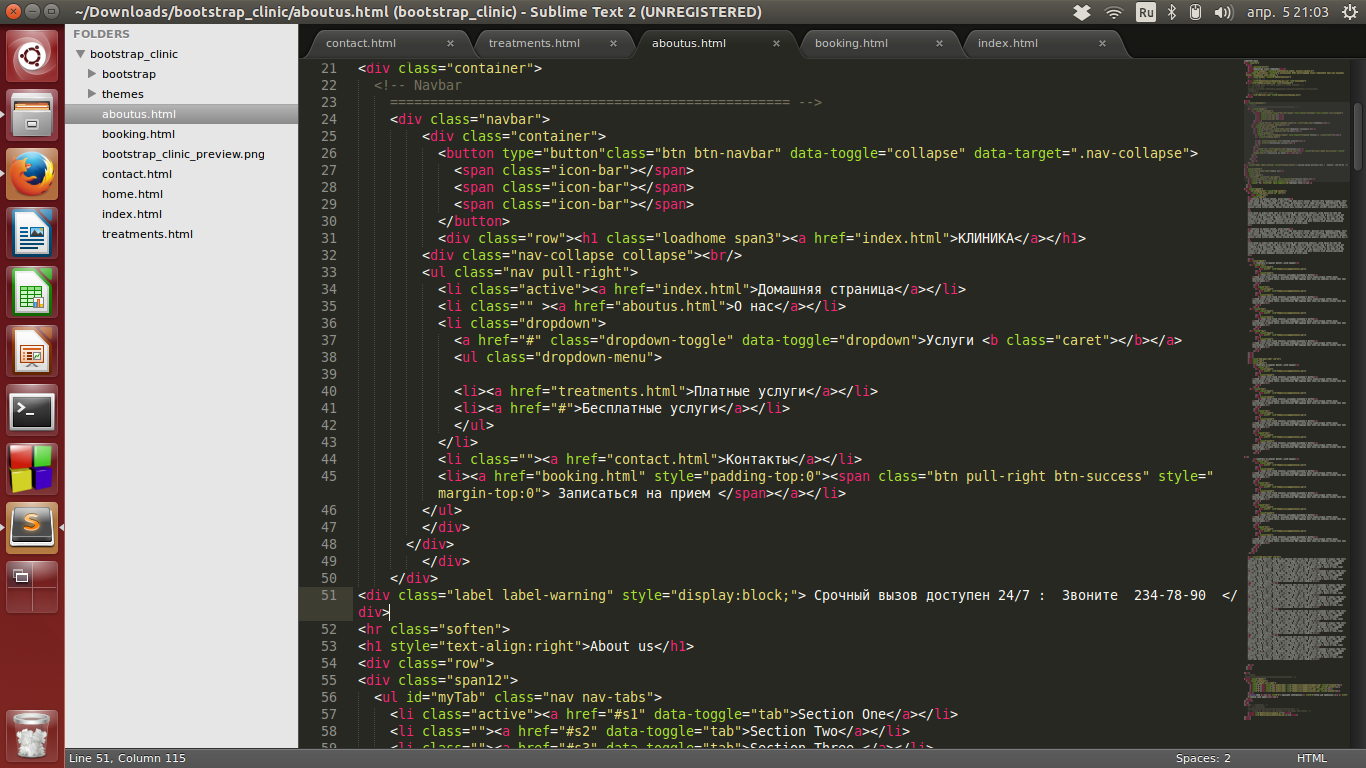 ~/Downloads/bootstrap_clinic/aboutus.html (bootstrap_clinic) - Sublime Text 2 (UNREGISTERED)
Ru
апр. 5 21:03
FOLDERS
bootstrap_clinic
bootstrap
themes
aboutus.html
booking.html
bootstrap_clinic_preview.png
contact.html
home.html
index.html
treatments.html
contact.html × treatments.html × aboutus.html × booking.html × index.html ×
21 <div class="container">
22 <!-- Navbar
23 ================================================== -->
24 <div class="navbar">
25 <div class="container">
26 <button type="button"class="btn btn-navbar" data-toggle="collapse" data-target=".nav-collapse">
27 <span class="icon-bar"></span>
28 <span class="icon-bar"></span>
29 <span class="icon-bar"></span>
30 </button>
31 <div class="row"><h1 class="loadhome span3"><a href="index.html">КЛИНИКА</a></h1>
32 <div class="nav-collapse collapse"><br/>
33 <ul class="nav pull-right">
34 <li class="active"><a href="index.html">Домашняя страница</a></li>
35 <li class="" ><a href="aboutus.html">О нас</a></li>
36 <li class="dropdown">
37 <a href="#" class="dropdown-toggle" data-toggle="dropdown">Услуги <b class="caret"></b></a>
38 <ul class="dropdown-menu">
39
40 <li><a href="treatments.html">Платные услуги</a></li>
41 <li><a href="#">Бесплатные услуги</a></li>
42 </ul>
43 </li>
44 <li class=""><a href="contact.html">Контакты</a></li>
45 <li><a href="booking.html" style="padding-top:0"><span class="btn pull-right btn-success" style="
margin-top:0"> Записаться на прием </span></a></li>
46 </ul>
47 </div>
48 </div>
49 </div>
50 </div>
51 <div class="label label-warning" style="display:block;"> Срочный вызов доступен 24/7 :  Звоните  234-78-90  </
div>
52 <hr class="soften">
53 <h1 style="text-align:right">About us</h1>
54 <div class="row">
55 <div class="span12">
56 <ul id="myTab" class="nav nav-tabs">
57 <li class="active"><a href="#s1" data-toggle="tab">Section One</a></li>
58 <li class=""><a href="#s2" data-toggle="tab">Section Two</a></li>
59 <li class=""><a href="#s3" data-toggle="tab">Section Three </a></li>
Line 51, Column 115
Spaces: 2
HTML